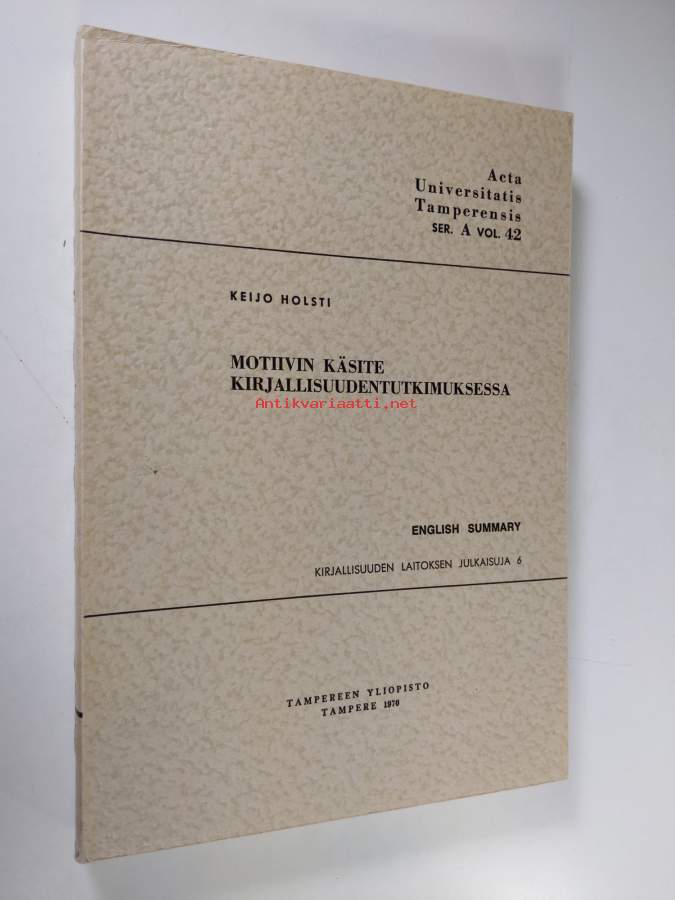 Acta
Universitatis
Tamperensis
SER. A VOL. 42
KEIJO HOLSTI
MOTIIVIN KÄSITE
KIRJALLISUUDENTUTKIMUKSESSA
Antikvariaatti.net
ENGLISH SUMMARY
KIRJALLISUUDEN LAITOKSEN JULKAISUJA 6
TAMPEREEN YLIOPISTO
TAMPERE 1970